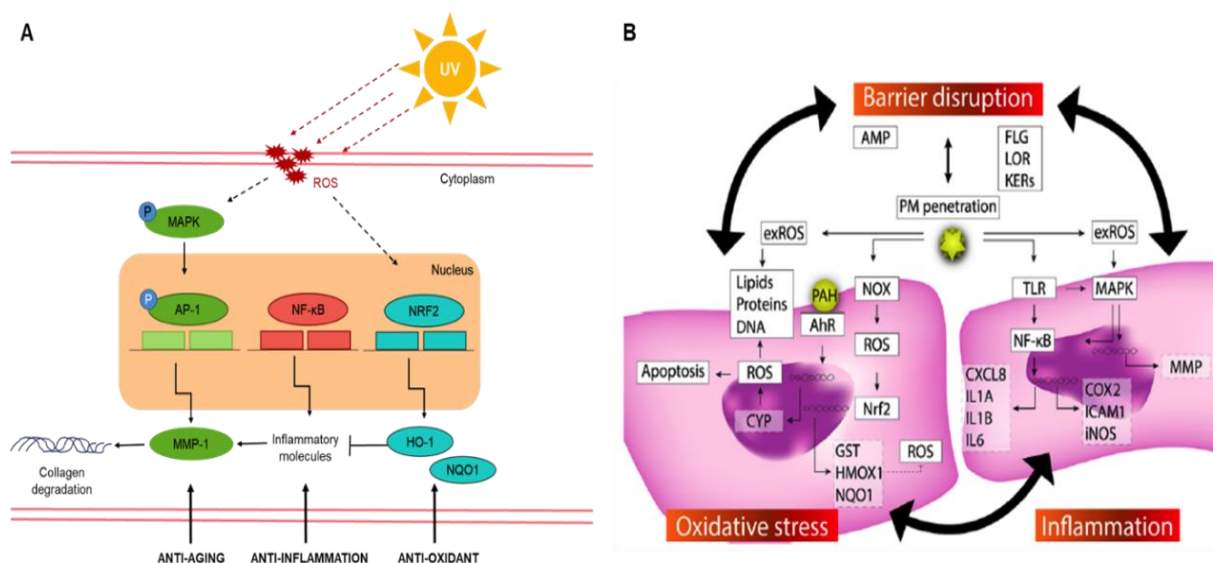 A
UV
ROS
Cytoplasm
P
MAPK
Nucleus
P
AP-1
NF-κB
NRF2
MMP-1
Inflammatory
molecules
HO-1
NQO1
Collagen
degradation
ANTI-AGING
ANTI-INFLAMMATION
ANTI-OXIDANT
B
Barrier disruption
AMP
FLG
LOR
KERs
PM penetration
exROS
exROS
Lipids
Proteins
DNA
PAH
AhR
NOX
ROS
Nrf2
Apoptosis
ROS
CYP
GST
HMOX1
NQO1
ROS
TLR
MAPK
NF-κB
MMP
CXCL8
IL1A
IL1B
IL6
COX2
ICAM1
iNOS
Oxidative stress
Inflammation